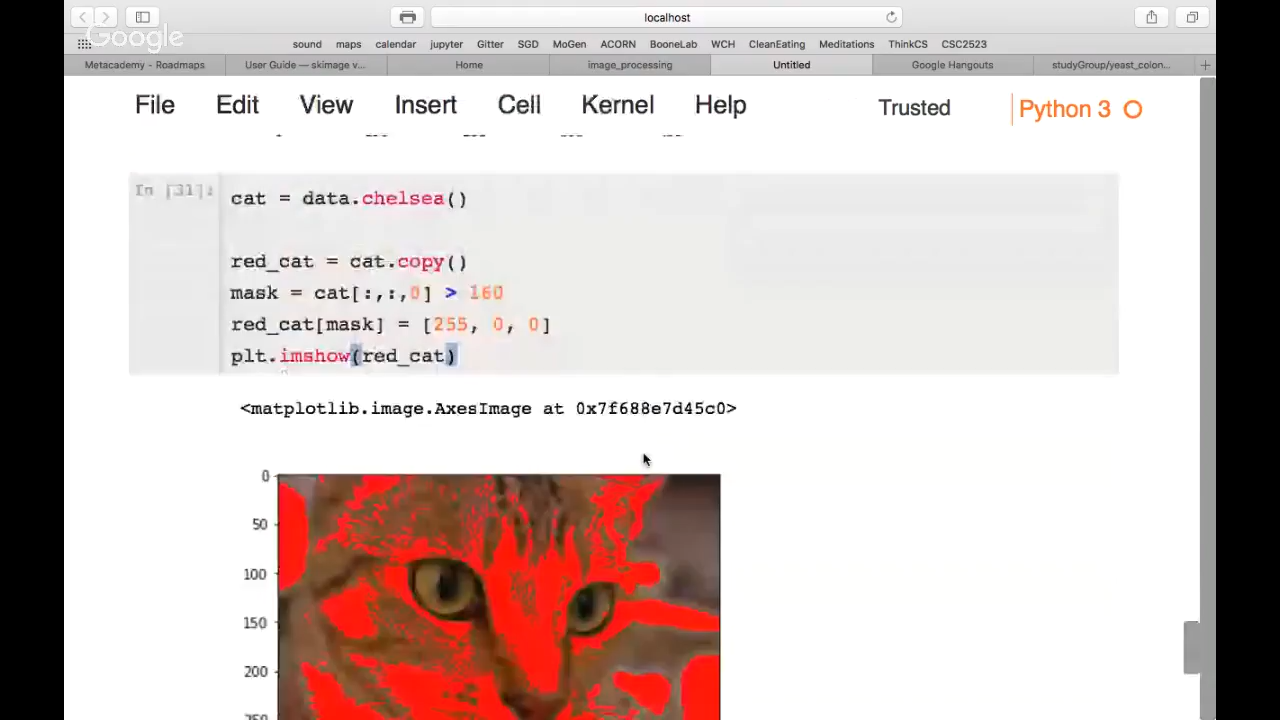 localhost
Google
sound maps calendar jupyter Gitter SGD MoGen ACORN BooneLab WCH CleanEating Meditations ThinkCS CSC2523
Metacademy - Roadmaps User Guide — skimage v... Home image_processing Untitled Google Hangouts studyGroup/yeast_colon...
File Edit View Insert Cell Kernel Help Trusted Python 3
In [31]:
cat = data.chelsea()
red_cat = cat.copy()
mask = cat[:,:,0] > 160
red_cat[mask] = [255, 0, 0]
plt.imshow(red_cat)
<matplotlib.image.AxesImage at 0x7f688e7d45c0>
0
50
100
150
200